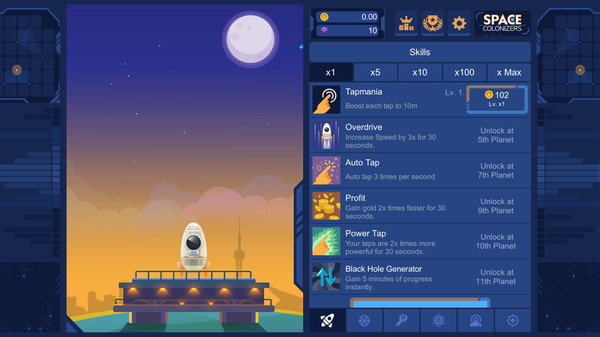 0.00
10
SPACE
COLONIZERS
Skills
x1 x5 x10 x100 x Max
Tapmania Lv. 1
Boost each tap to 10m
102
Lv. x1
Overdrive
Increase Speed by 3x for 30
seconds.
Unlock at
5th Planet
Auto Tap
Auto tap 3 times per second
Unlock at
7th Planet
Profit
Gain gold 2x times faster for 30
seconds.
Unlock at
9th Planet
Power Tap
Your taps are 2x times more
powerful for 30 seconds.
Unlock at
10th Planet
Black Hole Generator
Gain 5 minutes of progress
instantly.
Unlock at
11th Planet